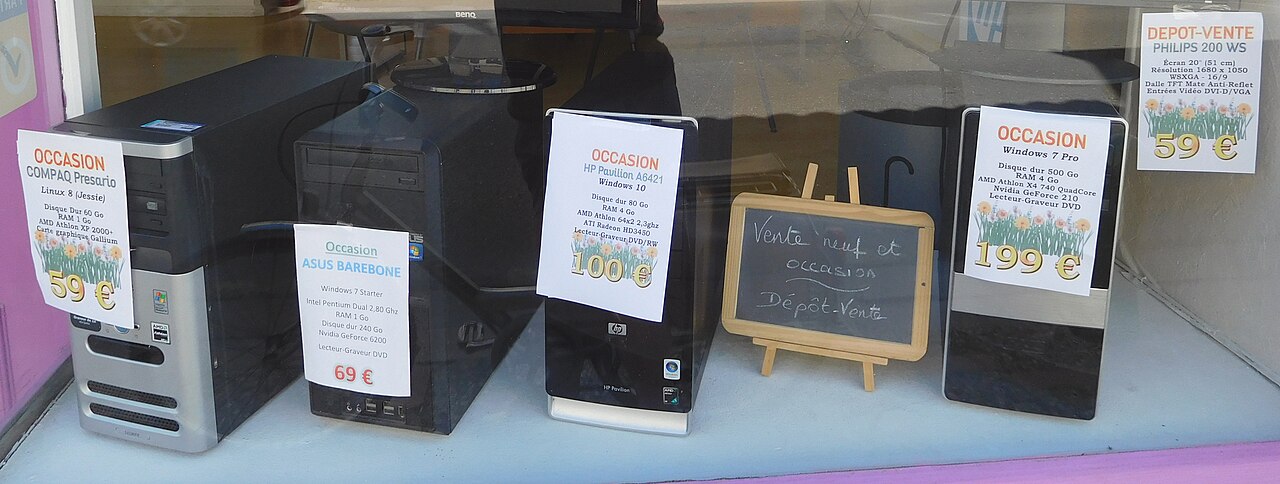 BENQ
OCCASION
COMPAQ Presario
Linux 8 (Jessie)
Disque Dur 60 Go
RAM 1 Go
AMD Athlon XP 2000+
Carte graphique Gallium
59 €
Occasion
ASUS BAREBONE
Windows 7 Starter
Intel Pentium Dual 2,80 Ghz
RAM 1 Go
Disque dur 240 Go
Nvidia GeForce 6200
Lecteur-Graveur DVD
69 €
OCCASION
HP Pavilion A6421
Windows 10
Disque dur 80 Go
RAM 4 Go
AMD Athlon 64x2 2,3ghz
ATI Radeon HD3450
Lecteur-Graveur DVD/RW
100 €
hp
HP Pavilion
Vente neuf et
occasion
Dépôt-Vente
OCCASION
Windows 7 Pro
Disque dur 500 Go
RAM 4 Go
AMD Athlon X4 740 QuadCore
Nvidia GeForce 210
Lecteur-Graveur DVD
199 €
DEPOT-VENTE
PHILIPS 200 WS
Écran 20" (51 cm)
Résolution 1680 x 1050
WSXGA - 16/9
Dalle TFT Mate Anti-Reflet
Entrées Vidéo DVI-D/VGA
59 €